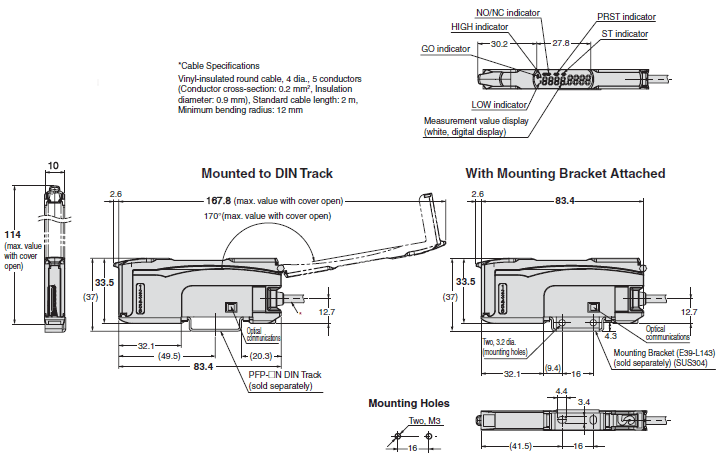 NO/NC indicator
PRST indicator
HIGH indicator
ST indicator
GO indicator
30.2
27.8
LOW indicator
Measurement value display
(white, digital display)
*Cable Specifications
Vinyl-insulated round cable, 4 dia., 5 conductors
(Conductor cross-section: 0.2 mm², Insulation
diameter: 0.9 mm), Standard cable length: 2 m,
Minimum bending radius: 12 mm
10
114
(max. value
with cover
open)
Mounted to DIN Track
2.6
167.8 (max. value with cover open)
170°(max. value with cover open)
33.5
(37)
*
12.7
Optical
communications
32.1
(49.5)
(20.3)
83.4
PFP-□N DIN Track
(sold separately)
With Mounting Bracket Attached
2.6
83.4
33.5
(37)
12.7
4.3
Optical
communications
Two, 3.2 dia.
(mounting holes)
Mounting Bracket (E39-L143)
(sold separately) (SUS304)
(9.4)
32.1
16
4.4
3.4
(41.5)
16
Mounting Holes
Two, M3
16